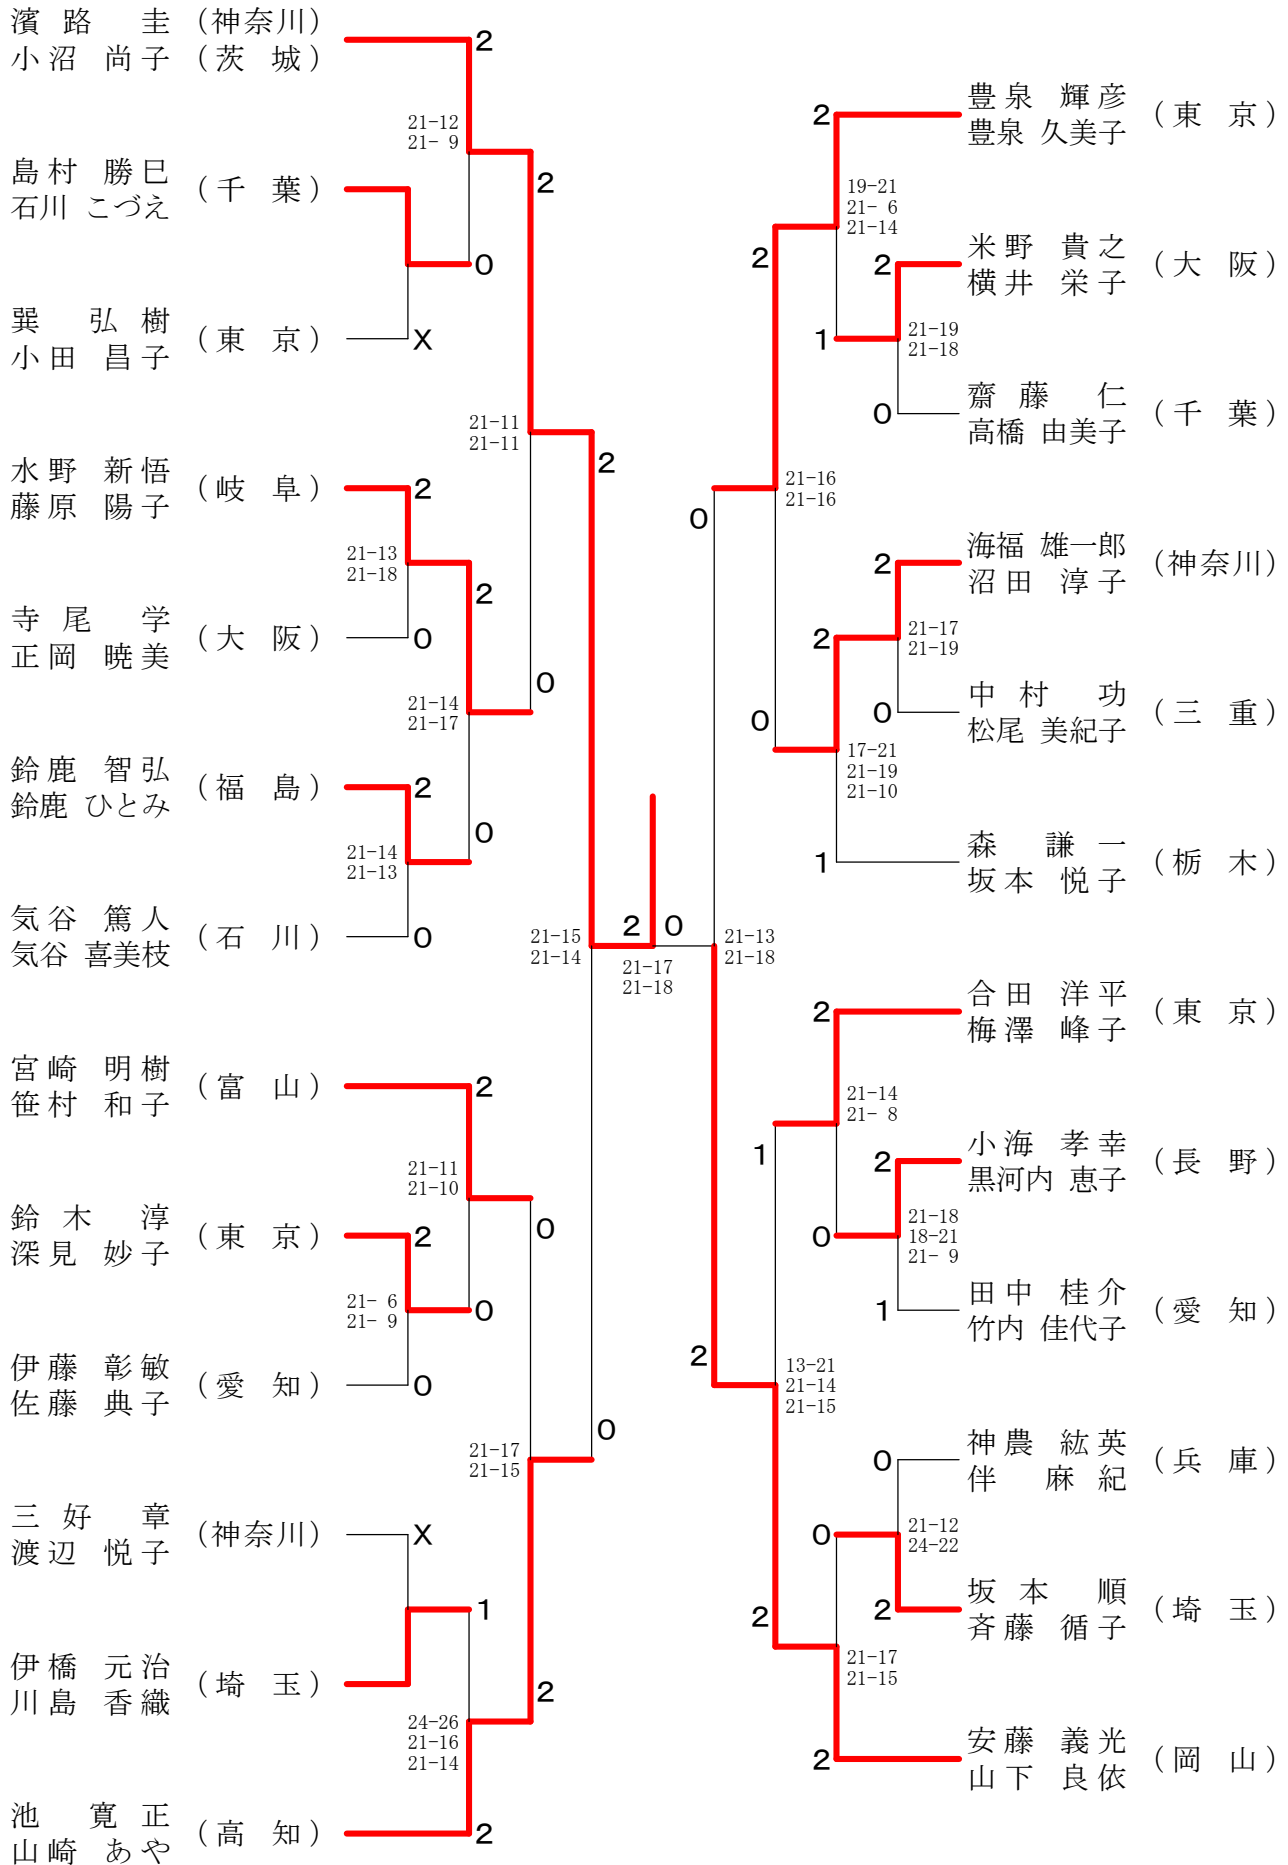 濱路 圭 (神奈川)
小沼 尚子 (茨城)
2
21-12
21- 9
島村 勝巳
石川 こづえ
(千葉)
0
2
巽 弘樹
小田 昌子
(東京)
X
21-11
21-11
2
水野 新悟
藤原 陽子
(岐阜)
2
21-13
21-18
2
寺尾 学
正岡 暁美
(大阪)
0
0
21-14
21-17
鈴鹿 智弘
鈴鹿 ひとみ
(福島)
2
0
21-14
21-13
気谷 篤人
気谷 喜美枝
(石川)
0
21-15
21-14
2 0
21-17
21-18
宮崎 明樹
笹村 和子
(富山)
2
21-11
21-10
鈴木 淳
深見 妙子
(東京)
2
0
21- 6
21- 9
0
伊藤 彰敏
佐藤 典子
(愛知)
0
0
21-17
21-15
三好 章
渡辺 悦子
(神奈川)
X
1
伊橋 元治
川島 香織
(埼玉)
2
24-26
21-16
21-14
池 寛正
山崎 あや
(高知)
2
豊泉 輝彦
豊泉 久美子
(東京)
2
19-21
21- 6
21-14
2
米野 貴之
横井 栄子
(大阪)
2
1
21-19
21-18
齋藤 仁
高橋 由美子
(千葉)
0
21-16
21-16
0
海福 雄一郎
沼田 淳子
(神奈川)
2
2
21-17
21-19
中村 功
松尾 美紀子
(三重)
0
0
17-21
21-19
21-10
森 謙一
坂本 悦子
(栃木)
1
21-13
21-18
合田 洋平
梅澤 峰子
(東京)
2
21-14
21- 8
1
小海 孝幸
黒河内 恵子
(長野)
2
0
21-18
18-21
21- 9
田中 桂介
竹内 佳代子
(愛知)
1
2
13-21
21-14
21-15
神農 紘英
伴 麻紀
(兵庫)
0
0
21-12
24-22
坂本 順
斉藤 循子
(埼玉)
2
2
21-17
21-15
安藤 義光
山下 良依
(岡山)
2